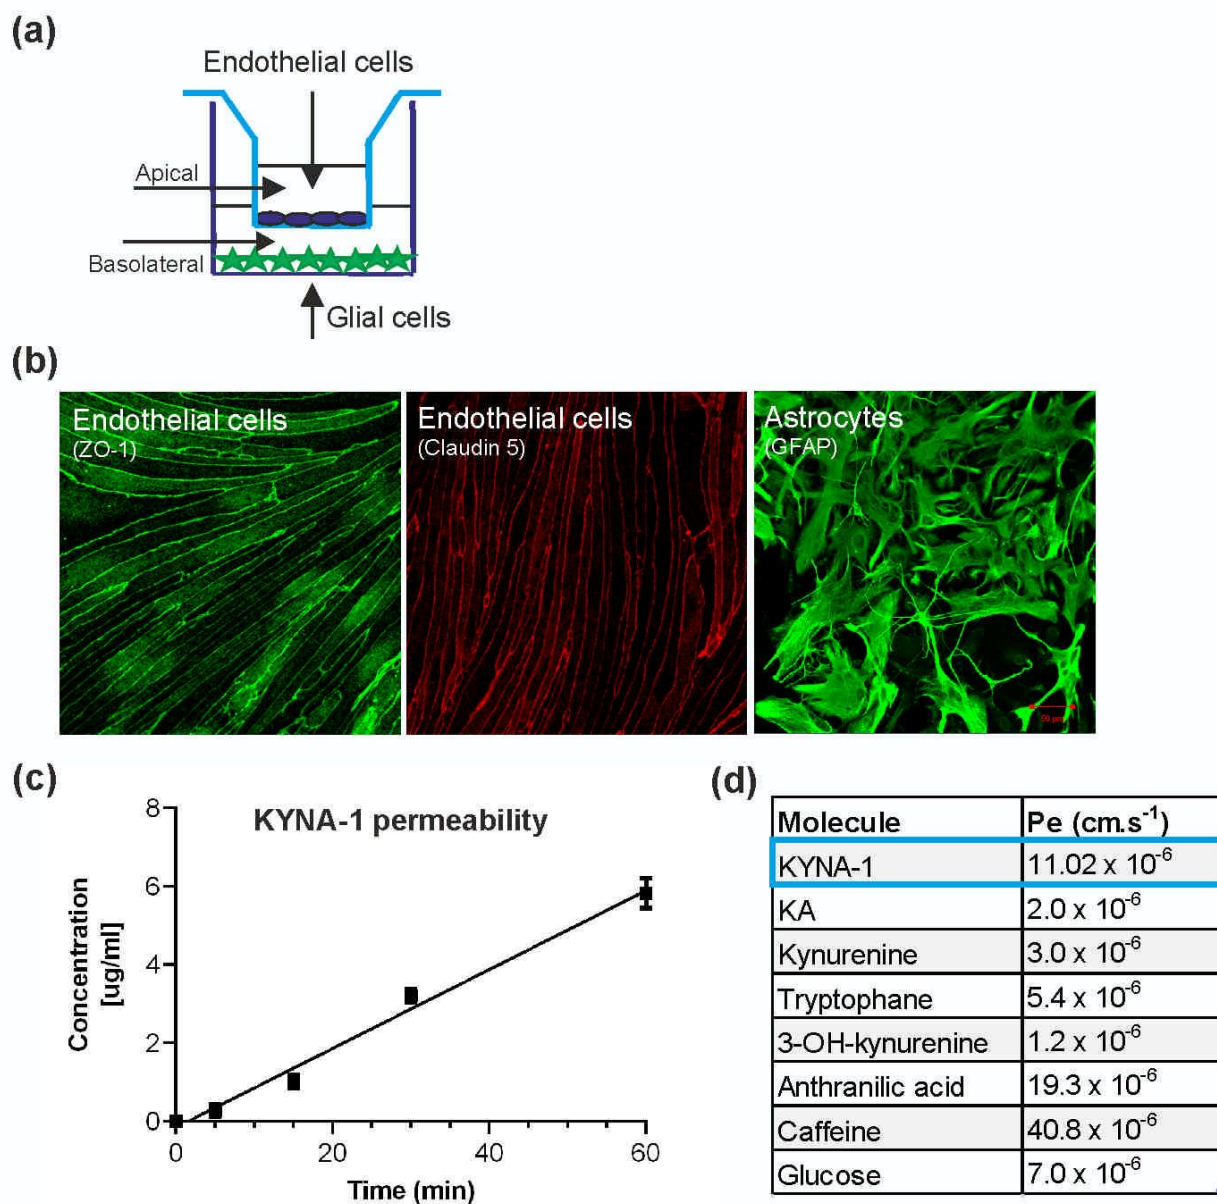 (a)
Endothelial cells
Apical
Basolateral
Glial cells
(b)
Endothelial cells
(ZO-1)
Endothelial cells
(Claudin 5)
Astrocytes
(GFAP)
50 µm
(c)
KYNA-1 permeability
Concentration
[ug/ml]
8
6
4
2
0
0 20 40 60
Time (min)
(d)
Molecule Pe (cm.s⁻¹)
KYNA-1 11.02 x 10⁻⁶
KA 2.0 x 10⁻⁶
Kynurenine 3.0 x 10⁻⁶
Tryptophane 5.4 x 10⁻⁶
3-OH-kynurenine 1.2 x 10⁻⁶
Anthranilic acid 19.3 x 10⁻⁶
Caffeine 40.8 x 10⁻⁶
Glucose 7.0 x 10⁻⁶